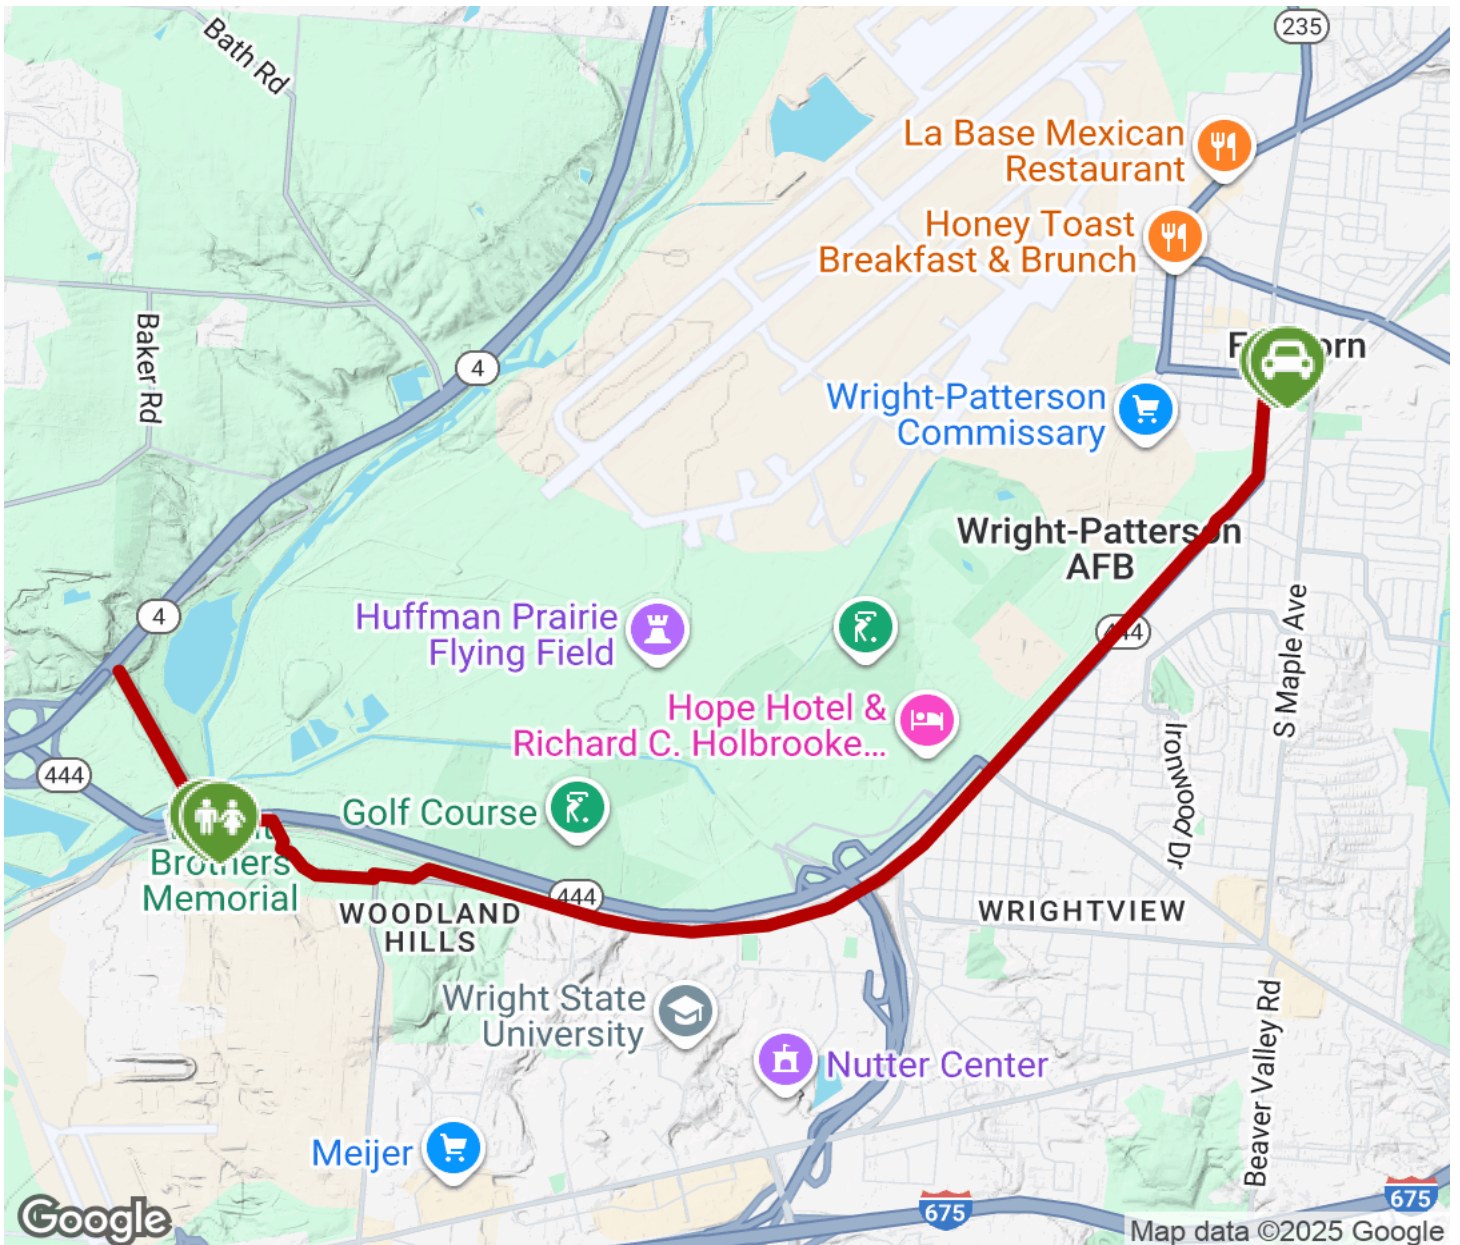 235
Bath Rd
La Base Mexican
Restaurant
Honey Toast
Breakfast & Brunch
Baker Rd
4
Wright-Patterson
Commissary
Wright-Patterson
AFB
4
Huffman Prairie
Flying Field
444
S Maple Ave
Hope Hotel &
Richard C. Holbrooke...
Ironwood Dr
444
Golf Course
Brothers
Memorial
444
WOODLAND
HILLS
WRIGHTVIEW
Wright State
University
Nutter Center
Beaver Valley Rd
Meijer
675
675
Google
Map data ©2025 Google